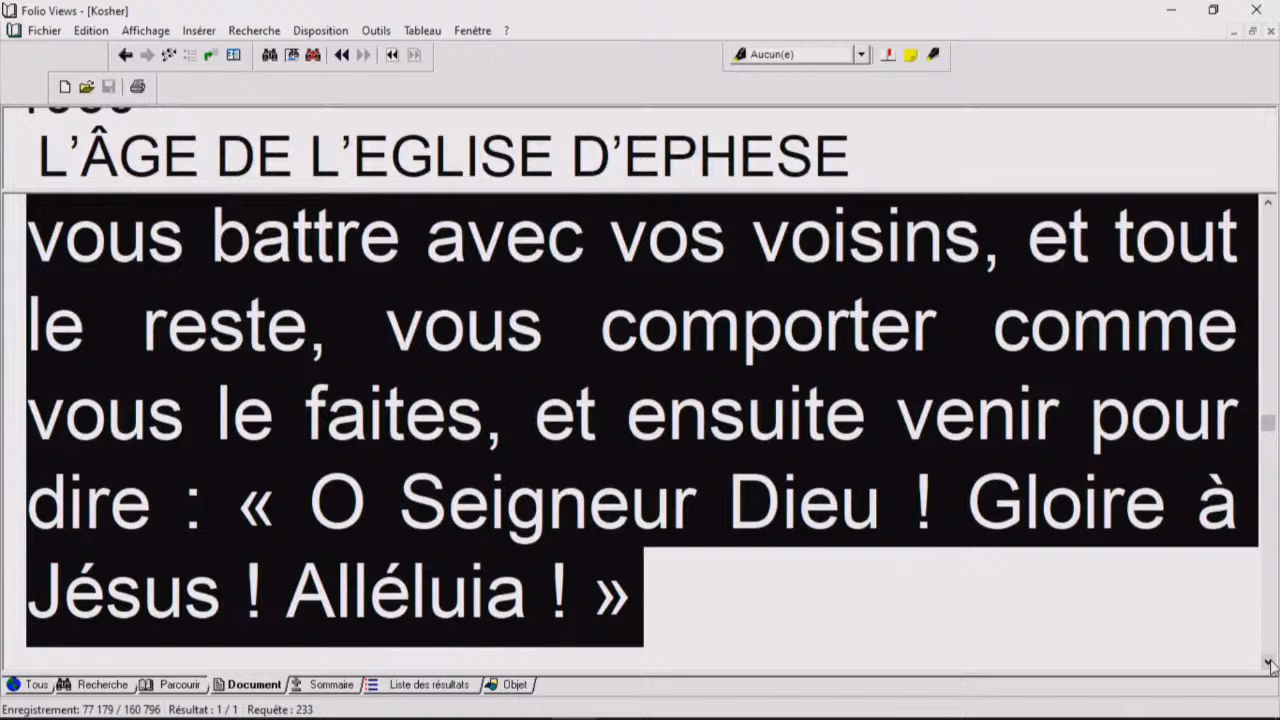 Folio Views - [Kosher]
Fichier Edition Affichage Insérer Recherche Disposition Outils Tableau Fenêtre ?
Aucun(e)
L’ÂGE DE L’EGLISE D’EPHESE
vous battre avec vos voisins, et tout
le reste, vous comporter comme
vous le faites, et ensuite venir pour
dire : « O Seigneur Dieu ! Gloire à
Jésus ! Alléluia ! »
Tous Recherche Parcourir Document Sommaire Liste des résultats Objet
Enregistrement: 77 179 / 160 796 Résultat : 1 / 1 Requête : 233